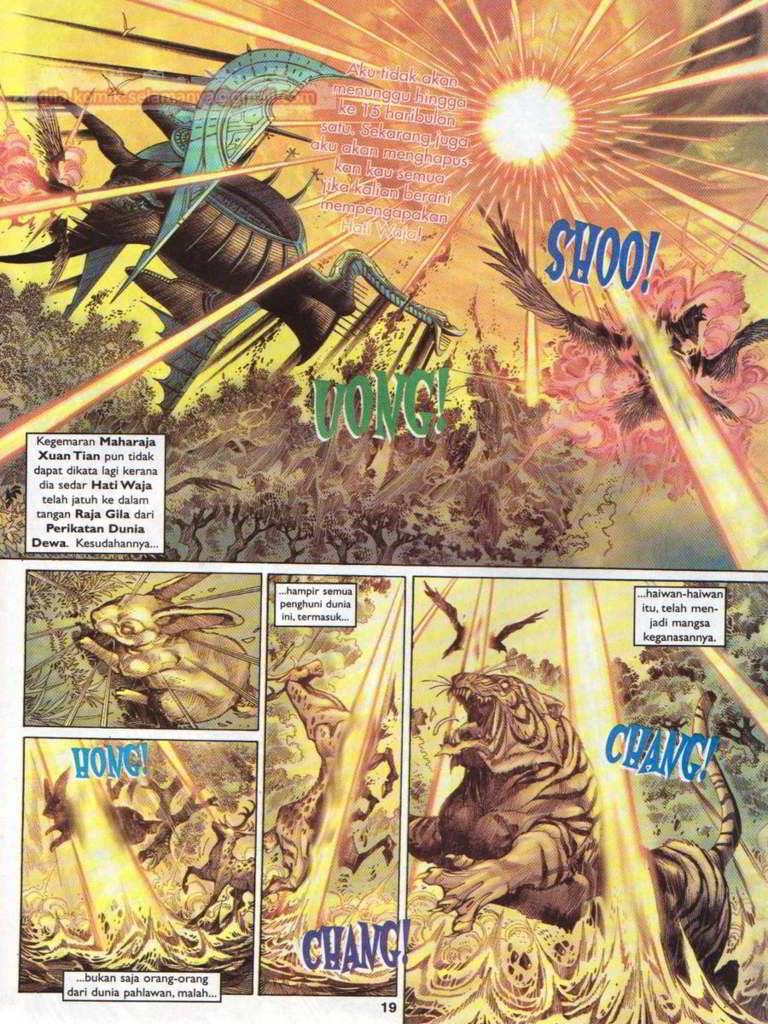 gila.komikselamanya@gmail.com
Aku tidak akan
menunggu hingga
ke 15 haribulan
satu. Sekarang juga
aku akan menghapus-
kan kau semua
jika kalian berani
mempengapakan
Hati Waja!
SHOO!
UONG!
Kegemaran Maharaja
Xuan Tian pun tidak
dapat dikata lagi kerana
dia sedar Hati Waja
telah jatuh ke dalam
tangan Raja Gila dari
Perikatan Dunia
Dewa. Kesudahannya...
HONG!
...bukan saja orang-orang
dari dunia pahlawan, malah...
...hampir semua
penghuni dunia
ini, termasuk...
CHANG!
...haiwan-haiwan
itu, telah men-
jadi mangsa
keganasannya.
CHANG!
19